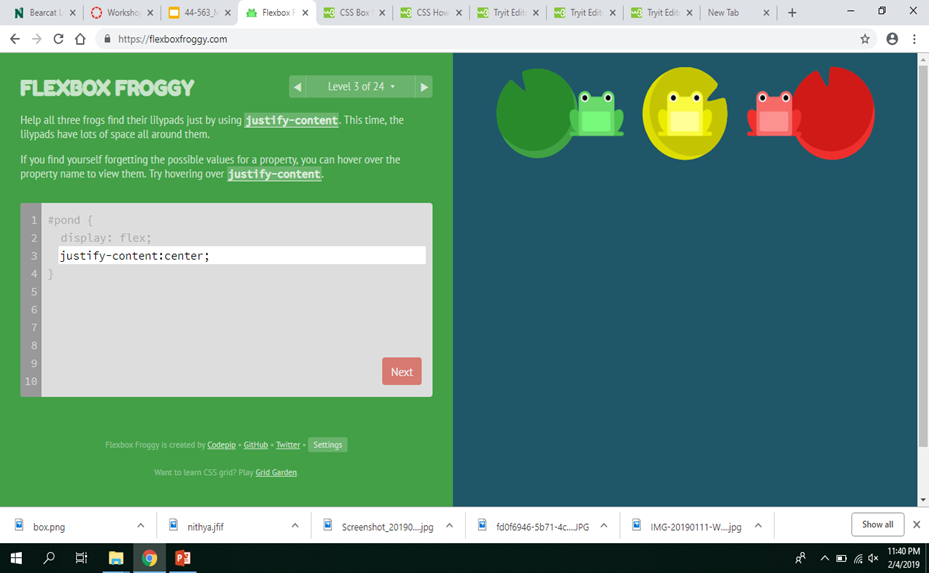 Bearcat L
Workshop
44-563_
Flexbox F
CSS Box
CSS How
Tryit Edit
Tryit Edit
Tryit Edit
New Tab
https://flexboxfroggy.com
FLEXBOX FROGGY
Level 3 of 24
Help all three frogs find their lilypads just by using justify-content. This time, the
lilypads have lots of space all around them.
If you find yourself forgetting the possible values for a property, you can hover over the
property name to view them. Try hovering over justify-content.
1 #pond {
2 display: flex;
3 justify-content:center;
4 }
5
6
7
8
9
10
Next
Flexbox Froggy is created by Codepip • GitHub • Twitter • Settings
Want to learn CSS grid? Play Grid Garden.
box.png
nithya.jfif
Screenshot_20190....jpg
fd0f6946-5b71-4c....JPG
IMG-20190111-W....jpg
Show all
11:40 PM
2/4/2019